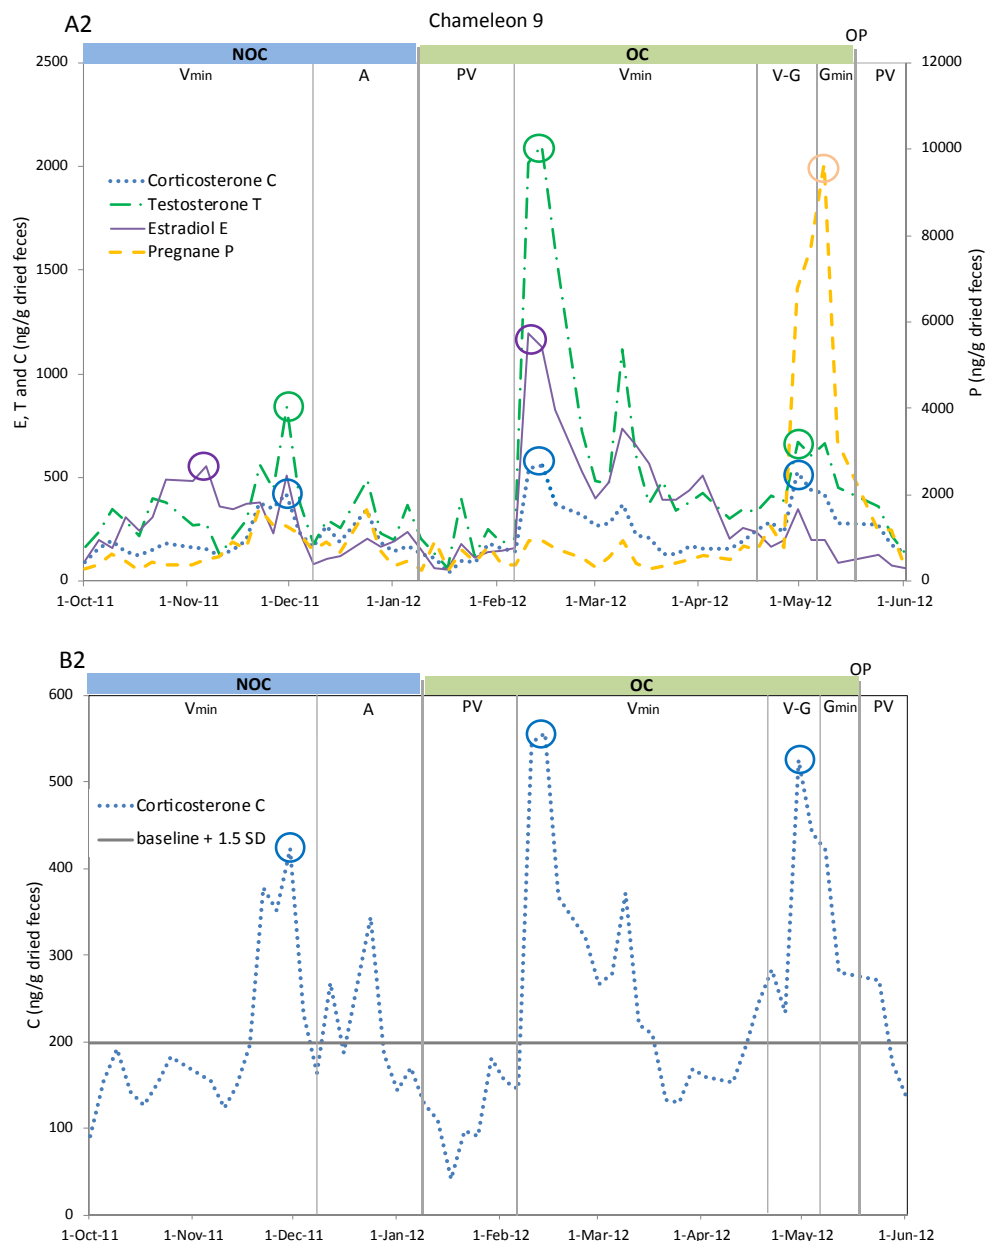 A2
Chameleon 9
OP
NOC
OC
Vmin
A
PV
Vmin
V-G
Gmin
PV
2500
2000
1500
1000
500
0
12000
10000
8000
6000
4000
2000
0
E, T and C (ng/g dried feces)
P (ng/g dried feces)
Corticosterone C
Testosterone T
Estradiol E
Pregnane P
1-Oct-11
1-Nov-11
1-Dec-11
1-Jan-12
1-Feb-12
1-Mar-12
1-Apr-12
1-May-12
1-Jun-12
B2
OP
NOC
OC
Vmin
A
PV
Vmin
V-G
Gmin
PV
600
500
400
300
200
100
0
C (ng/g dried feces)
Corticosterone C
baseline + 1.5 SD
1-Oct-11
1-Nov-11
1-Dec-11
1-Jan-12
1-Feb-12
1-Mar-12
1-Apr-12
1-May-12
1-Jun-12